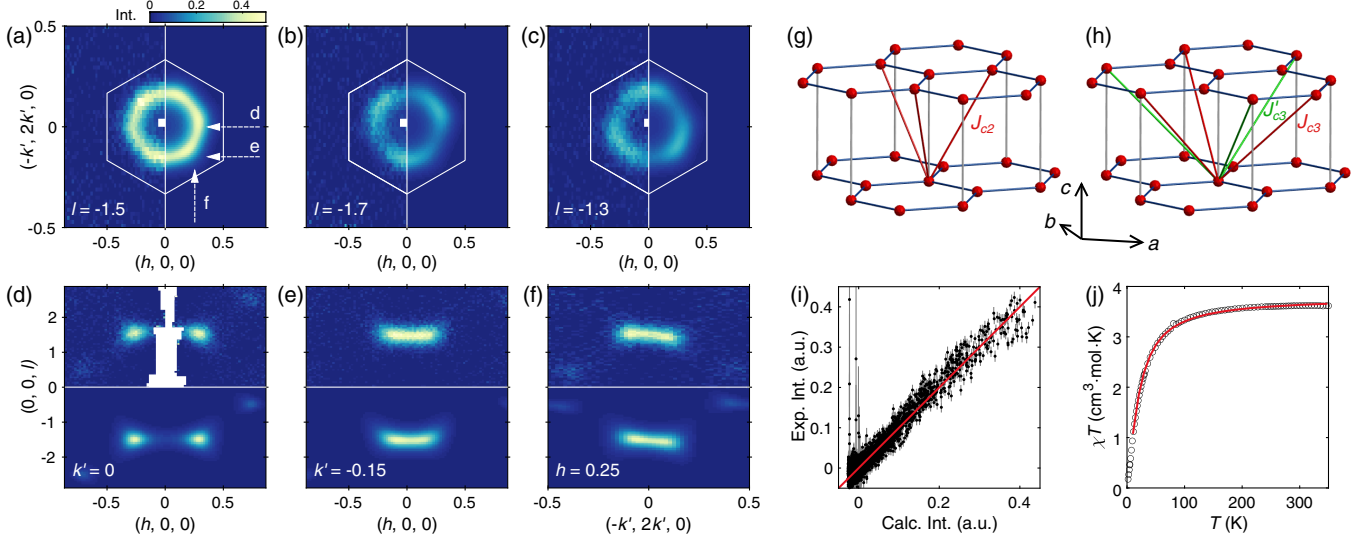 Int. 0 0.2 0.4
(a) (b) (c) (g) (h)
0.5
0
-0.5
(-k', 2k', 0)
d
e
f
l = -1.5
l = -1.7
l = -1.3
-0.5 0 0.5
-0.5 0 0.5
-0.5 0 0.5
(h, 0, 0)
(h, 0, 0)
(h, 0, 0)
J_c2
J'_c3
J_c3
c
b
a
(d) (e) (f) (i) (j)
2
1
0
-1
-2
(0, 0, l)
k' = 0
k' = -0.15
h = 0.25
-0.5 0 0.5
-0.5 0 0.5
-0.5 0 0.5
(h, 0, 0)
(h, 0, 0)
(-k', 2k', 0)
0.4
0.3
0.2
0.1
0
Exp. Int. (a.u.)
0 0.2 0.4
Calc. Int. (a.u.)
4
3
2
1
0
χT (cm³·mol·K)
0 100 200 300
T (K)